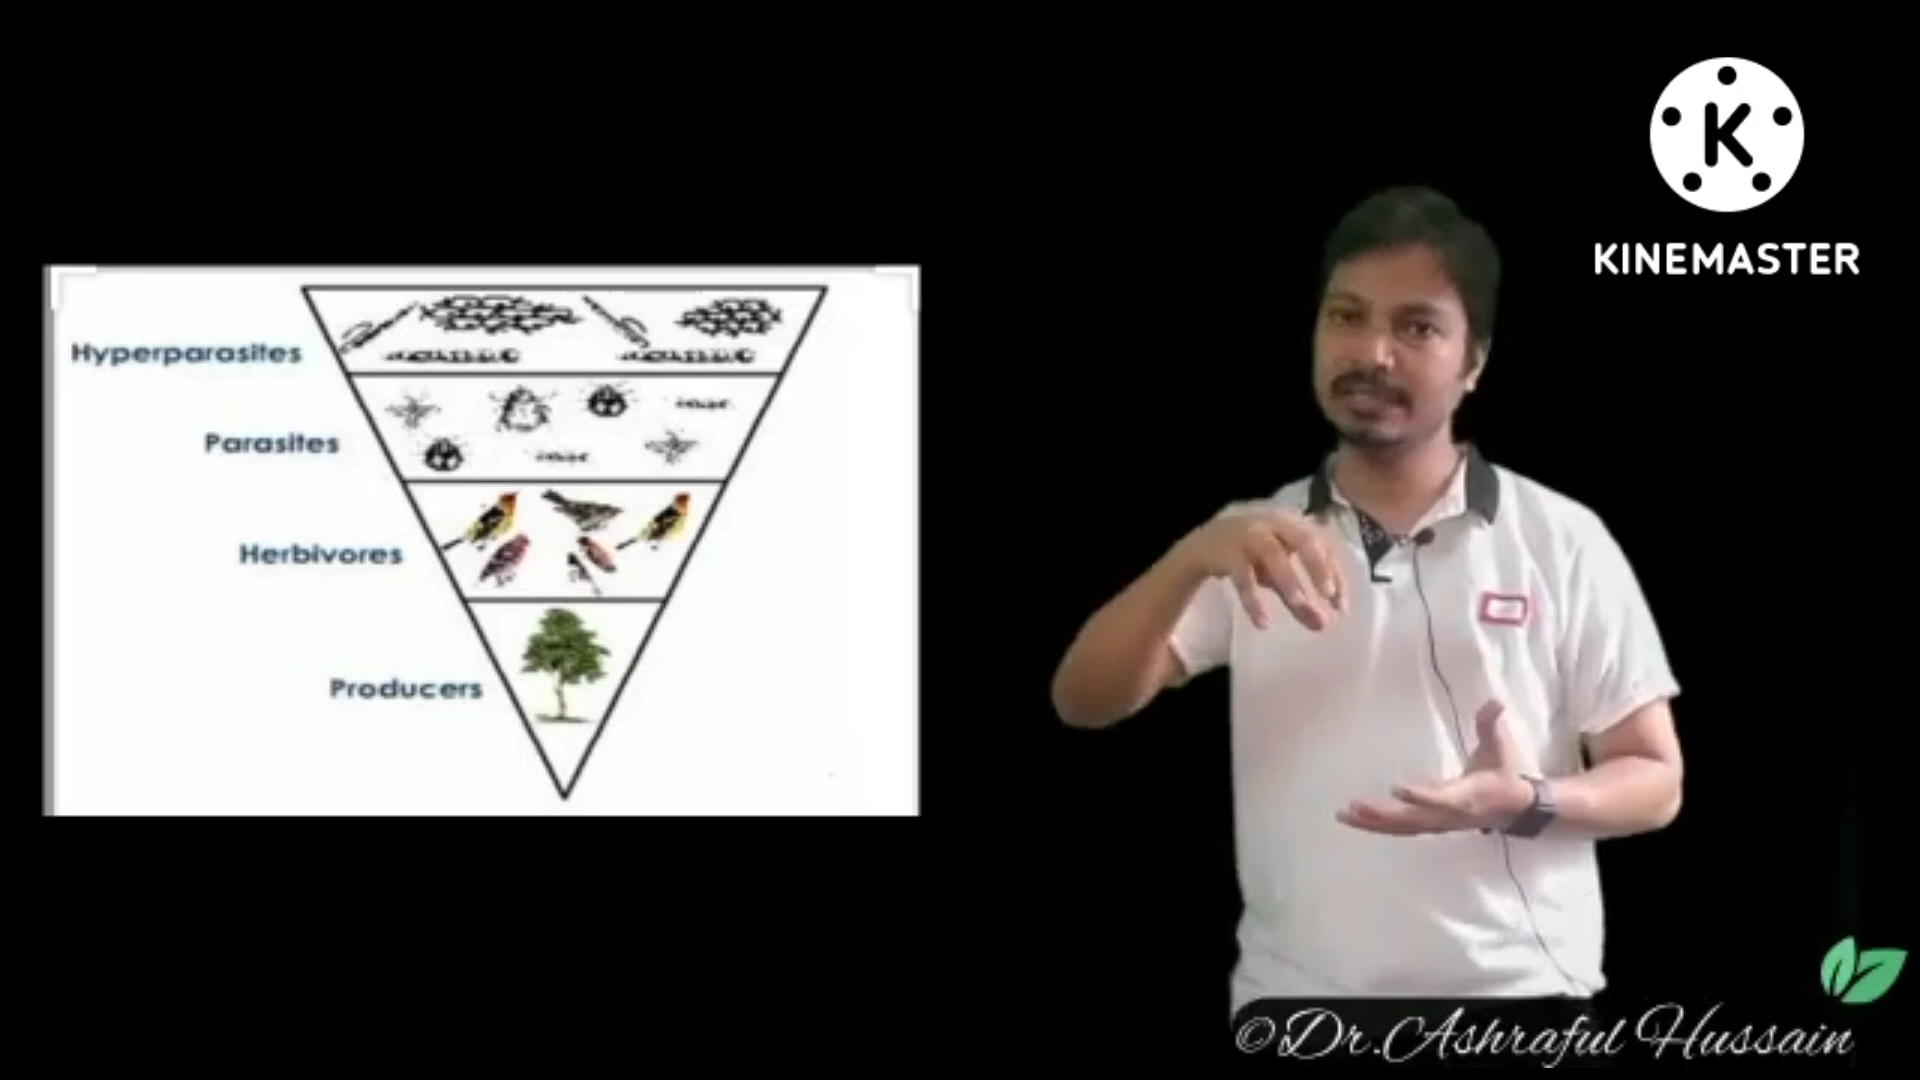 K
KINEMASTER
Hyperparasites
Parasites
Herbivores
Producers
©Dr.Ashraful Hussain